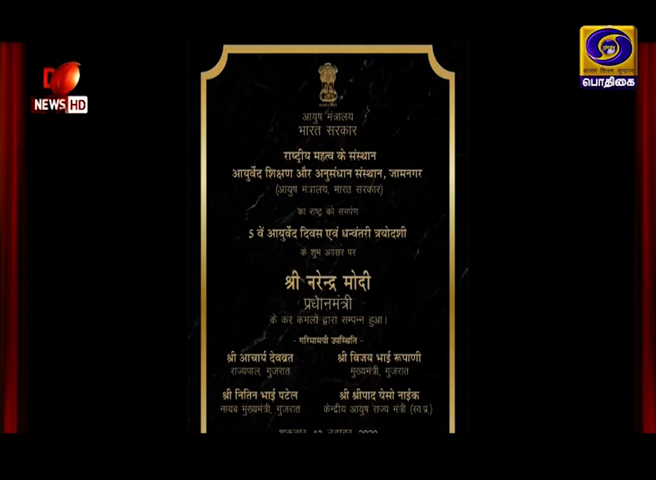 NEWS HD
பொதிகை
आयुष मंत्रालय
भारत सरकार
राष्ट्रीय महत्व के संस्थान
आयुर्वेद शिक्षण और अनुसंधान संस्थान, जामनगर
(आयुष मंत्रालय, भारत सरकार)
का राष्ट्र को समर्पण
5 वें आयुर्वेद दिवस एवं धन्वंतरी त्रयोदशी
के शुभ अवसर पर
श्री नरेन्द्र मोदी
प्रधानमंत्री
के कर कमलों द्वारा सम्पन्न हुआ।
- गरिमामयी उपस्थिति -
श्री आचार्य देवव्रत
राज्यपाल, गुजरात
श्री विजय भाई रूपाणी
मुख्यमंत्री, गुजरात
श्री नितिन भाई पटेल
नायब मुख्यमंत्री, गुजरात
श्री श्रीपाद येसो नाईक
केन्द्रीय आयुष राज्य मंत्री (स्व.प्र.)